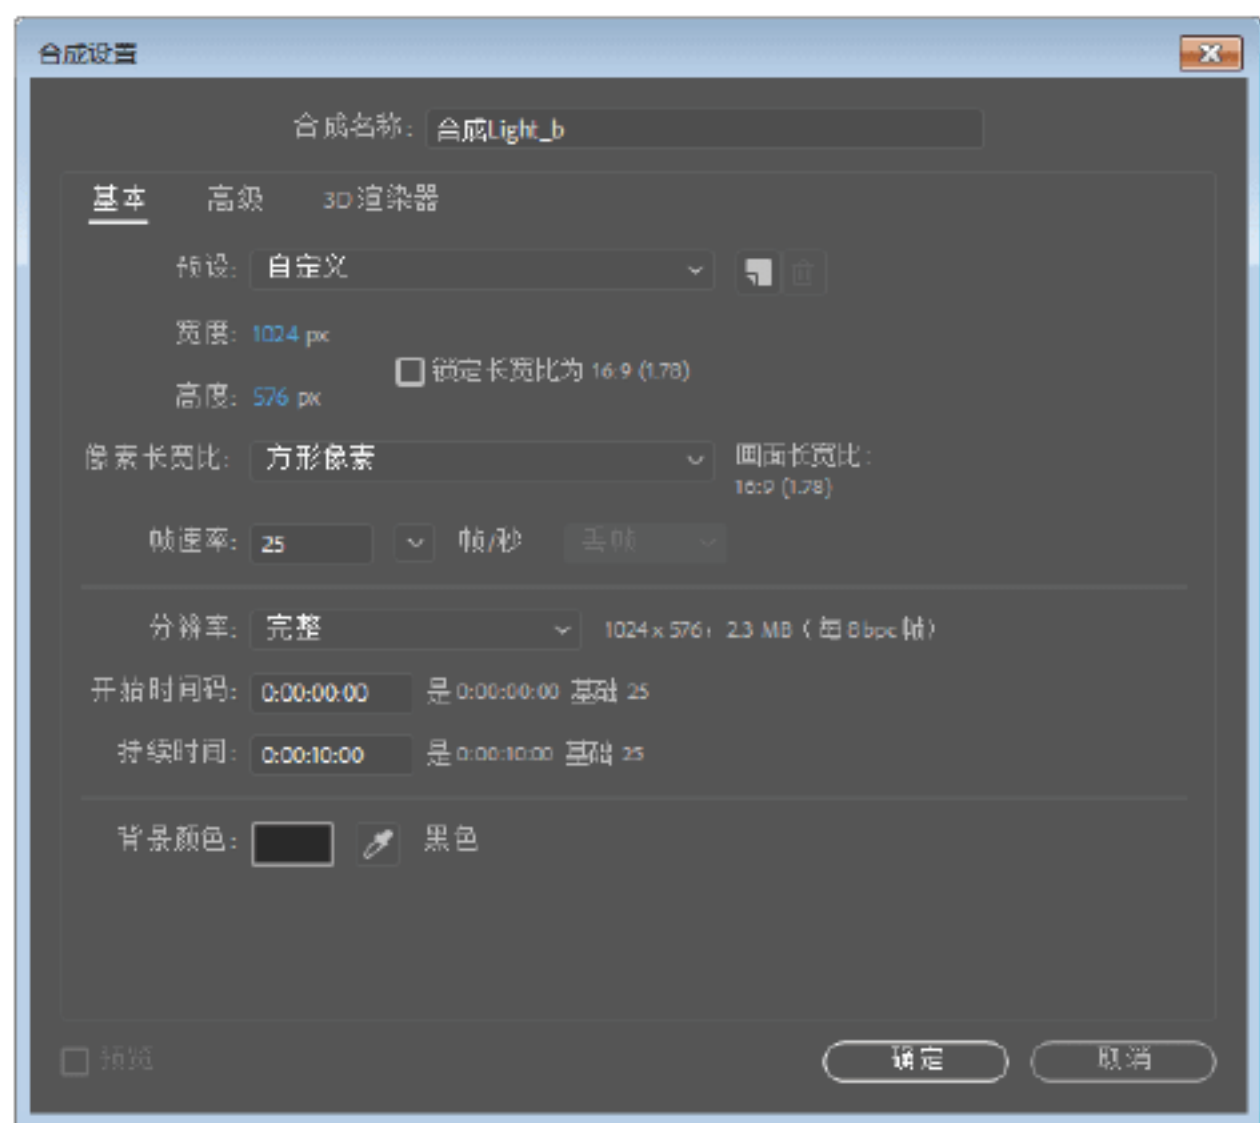 合成设置
合成名称: 合成Light_b
基本 高级 3D 渲染器
预设: 自定义
宽度: 1024 px
锁定长宽比为 16:9 (1.78)
高度: 576 px
像素长宽比: 方形像素 画面长宽比:
16:9 (1.78)
帧速率: 25 帧/秒 丢帧
分辨率: 完整 1024 x 576，2.3 MB（每 8bpc 帧）
开始时间码: 0:00:00:00 是 0:00:00:00 基础 25
持续时间: 0:00:10:00 是 0:00:10:00 基础 25
背景颜色: 黑色
预览 确定 取消